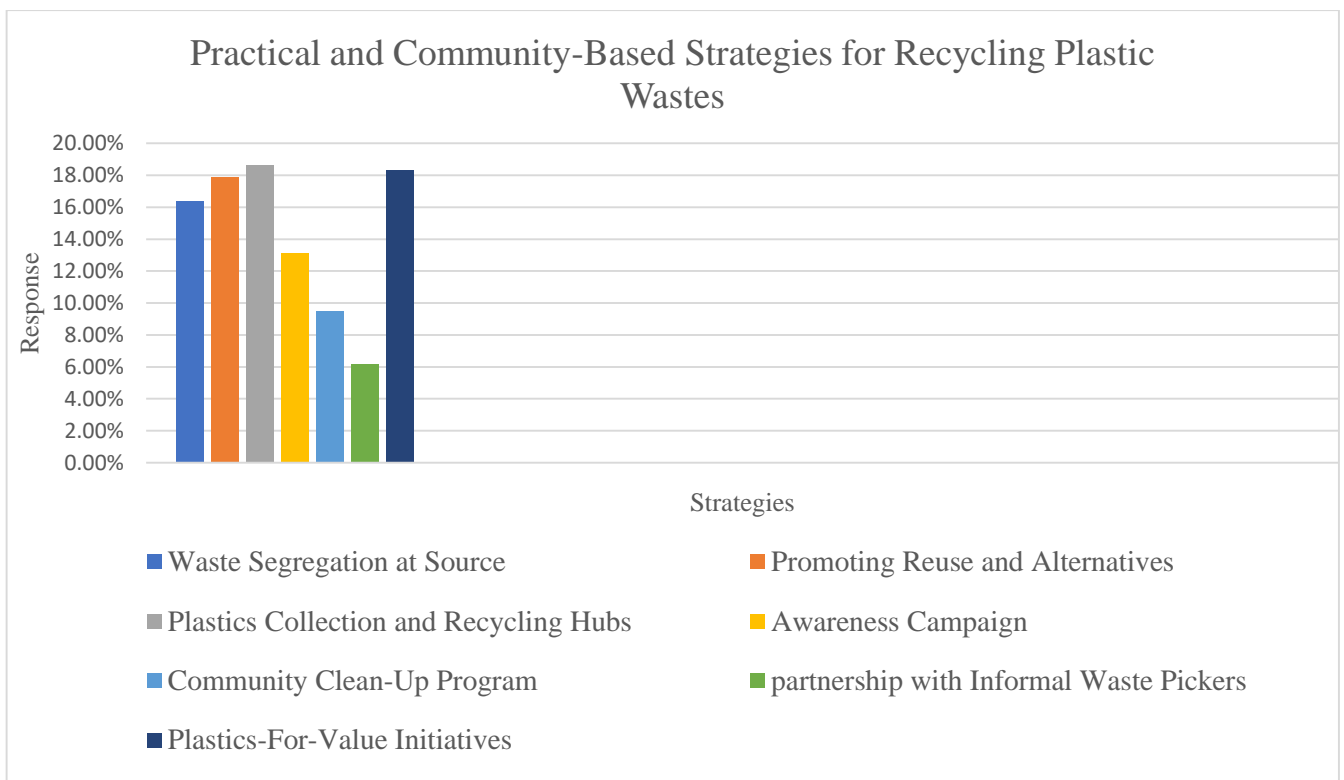 Practical and Community-Based Strategies for Recycling Plastic
Wastes
20.00%
18.00%
16.00%
14.00%
12.00%
10.00%
8.00%
6.00%
4.00%
2.00%
0.00%
Response
Strategies
Waste Segregation at Source
Promoting Reuse and Alternatives
Plastics Collection and Recycling Hubs
Awareness Campaign
Community Clean-Up Program
partnership with Informal Waste Pickers
Plastics-For-Value Initiatives